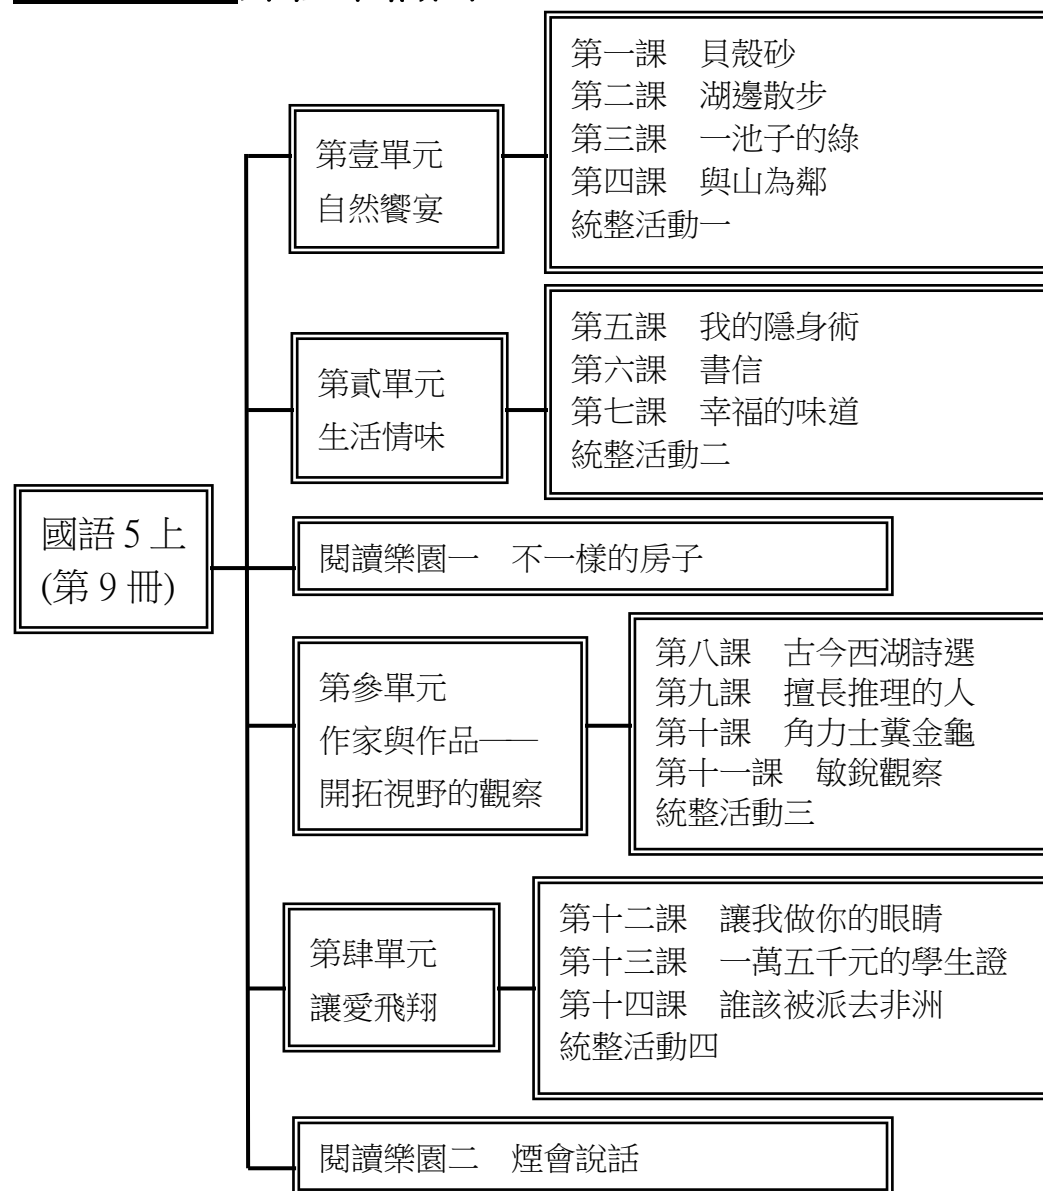 國語 5 上
(第 9 冊)
第壹單元
自然饗宴
第一課　貝殼砂
第二課　湖邊散步
第三課　一池子的綠
第四課　與山為鄰
統整活動一
第貳單元
生活情味
第五課　我的隱身術
第六課　書信
第七課　幸福的味道
統整活動二
閱讀樂園一　不一樣的房子
第參單元
作家與作品——
開拓視野的觀察
第八課　古今西湖詩選
第九課　擅長推理的人
第十課　角力士糞金龜
第十一課　敏銳觀察
統整活動三
第肆單元
讓愛飛翔
第十二課　讓我做你的眼睛
第十三課　一萬五千元的學生證
第十四課　誰該被派去非洲
統整活動四
閱讀樂園二　煙會說話